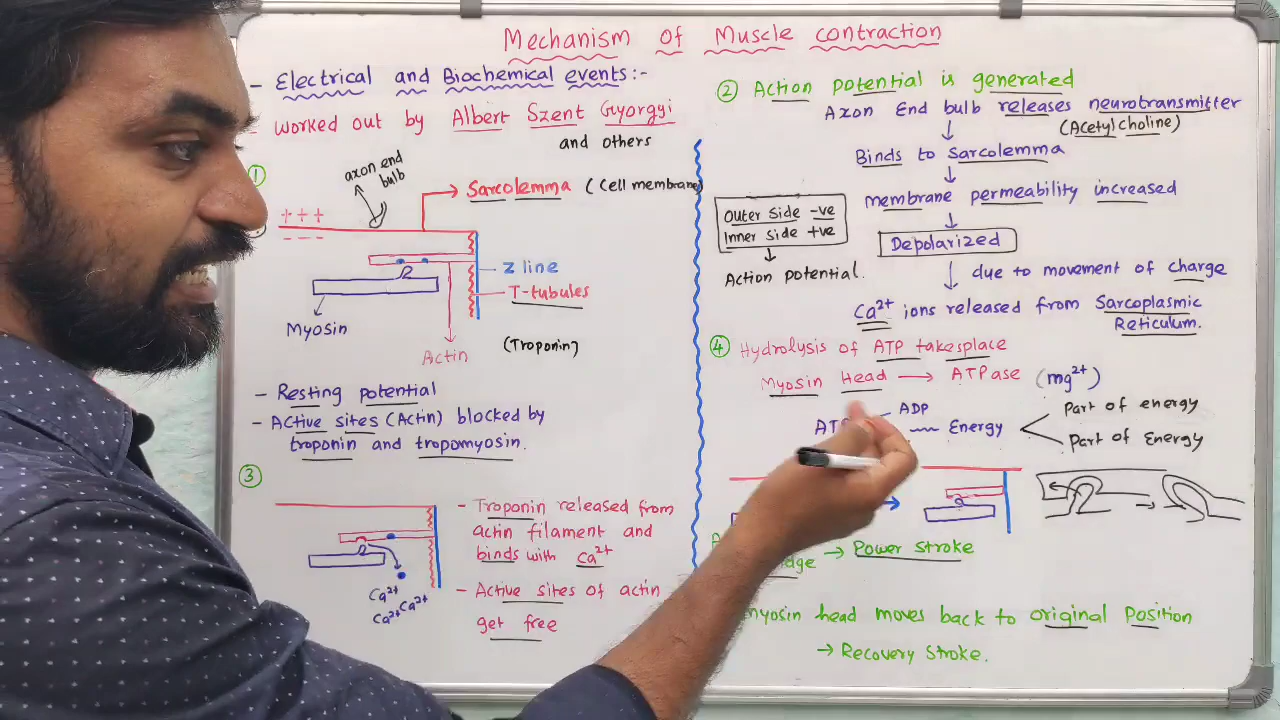 Mechanism of Muscle contraction
- Electrical and Biochemical events:-
- worked out by Albert Szent Gyorgyi
and others
①
axon end
bulb
Sarcolemma (Cell membrane)
+++
---
Z line
T-tubules
Myosin
Actin
(Troponin)
- Resting potential
- Active sites (Actin) blocked by
troponin and tropomyosin.
③
- Troponin released from
actin filament and
binds with Ca²⁺
- Active sites of actin
get free
Ca²⁺
Ca²⁺Ca²⁺
② Action potential is generated
Axon End bulb releases neurotransmitter
(Acetyl choline)
Binds to Sarcolemma
membrane permeability increased
Outer side -ve
Inner side +ve
Action potential.
Depolarized
due to movement of charge
Ca²⁺ ions released from Sarcoplasmic
Reticulum.
④ Hydrolysis of ATP takesplace
Myosin Head → ATPase (mg²⁺)
ADP
Energy
Part of energy
Part of Energy
→ Power stroke
myosin head moves back to original Position
→ Recovery stroke.